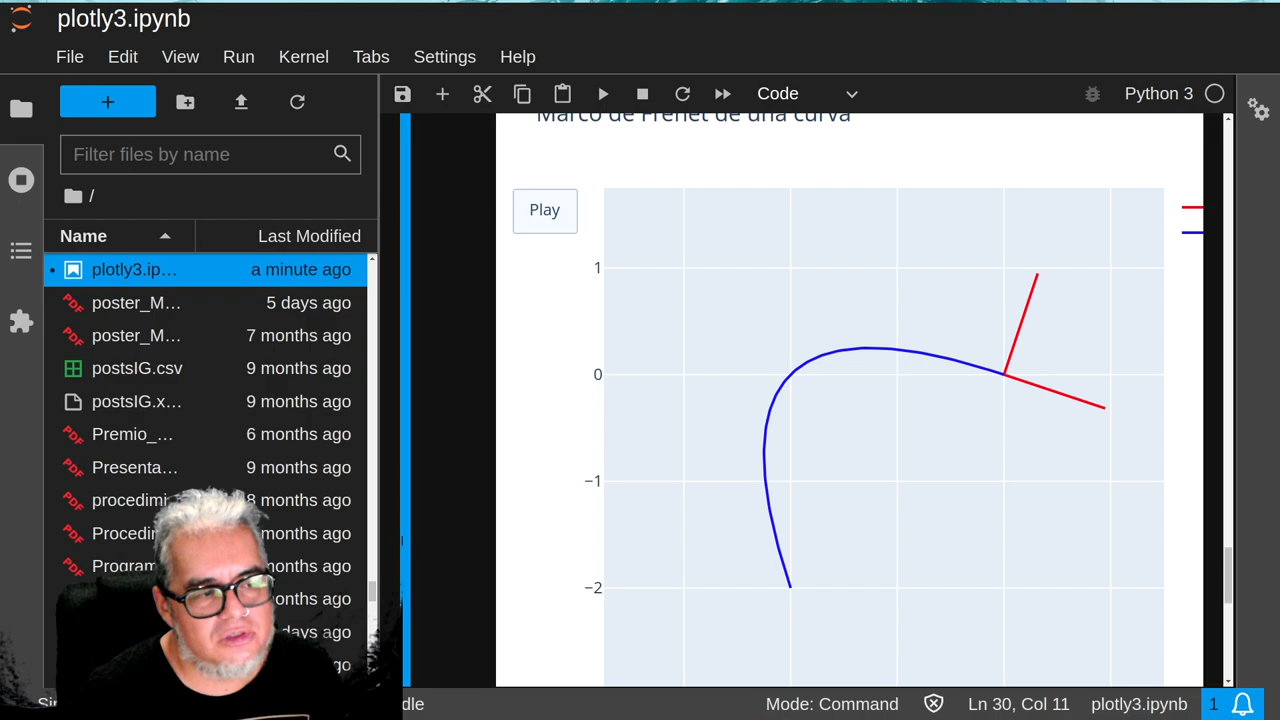 plotly3.ipynb
File Edit View Run Kernel Tabs Settings Help
Code
Python 3
Filter files by name
/
Name Last Modified
plotly3.ip... a minute ago
poster_M... 5 days ago
poster_M... 7 months ago
postsIG.csv 9 months ago
postsIG.x... 9 months ago
Premio_... 6 months ago
Presenta... 9 months ago
procedimi 8 months ago
Procedin months ago
Program months ago
onths ago
days ago
go
Marco de Frenet de una curva
Play
1
0
−1
−2
dle
Mode: Command
Ln 30, Col 11
plotly3.ipynb
1